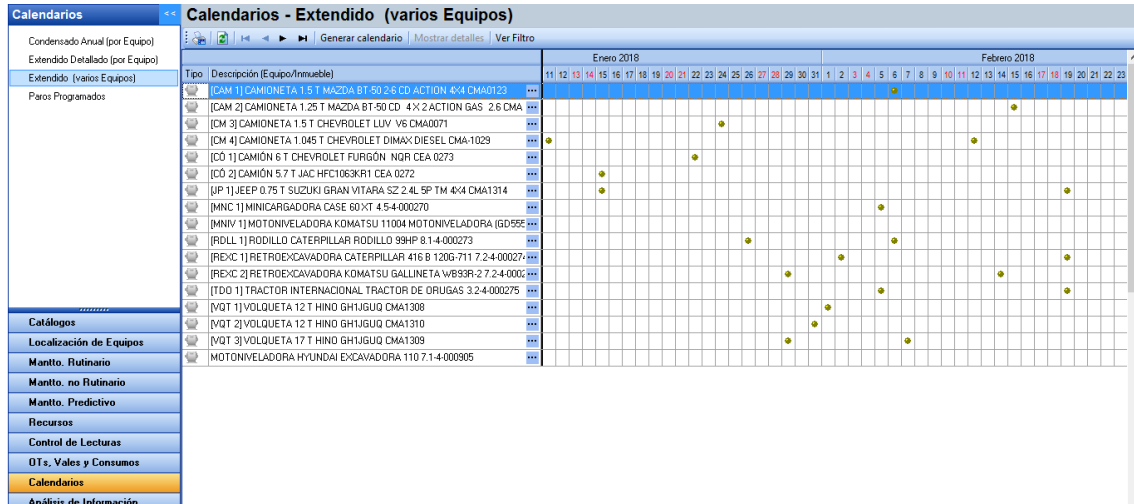 Calendarios <<
Condensado Anual (por Equipo)
Extendido Detallado (por Equipo)
Extendido (varios Equipos)
Paros Programados
Catálogos
Localización de Equipos
Mantto. Rutinario
Mantto. no Rutinario
Mantto. Predictivo
Recursos
Control de Lecturas
OTs, Vales y Consumos
Calendarios
Análisis de Información
Calendarios - Extendido (varios Equipos)
Generar calendario Mostrar detalles Ver Filtro
Enero 2018 Febrero 2018
Tipo Descripción (Equipo/Inmueble) ... 11 12 13 14 15 16 17 18 19 20 21 22 23 24 25 26 27 28 29 30 31 1 2 3 4 5 6 7 8 9 10 11 12 13 14 15 16 17 18 19 20 21 22 23
[CAM 1] CAMIONETA 1.5 T MAZDA BT-50 2-6 CD ACTION 4X4 CMA0123 ...
[CAM 2] CAMIONETA 1.25 T MAZDA BT-50 CD 4 X 2 ACTION GAS 2.6 CMA ...
[CM 3] CAMIONETA 1.5 T CHEVROLET LUV V6 CMA0071 ...
[CM 4] CAMIONETA 1.045 T CHEVROLET DIMAX DIESEL CMA-1029 ...
[CÓ 1] CAMIÓN 6 T CHEVROLET FURGÓN NQR CEA 0273 ...
[CÓ 2] CAMIÓN 5.7 T JAC HFC1063KR1 CEA 0272 ...
[JP 1] JEEP 0.75 T SUZUKI GRAN VITARA SZ 2.4L 5P TM 4X4 CMA1314 ...
[MNC 1] MINICARGADORA CASE 60 XT 4.5-4-000270 ...
[MNIV 1] MOTONIVELADORA KOMATSU 11004 MOTONIVELADORA (GD555 ...
[RDLL 1] RODILLO CATERPILLAR RODILLO 99HP 8.1-4-000273 ...
[REXC 1] RETROEXCAVADORA CATERPILLAR 416 B 120G-711 7.2-4-000274 ...
[REXC 2] RETROEXCAVADORA KOMATSU GALLINETA WB93R-2 7.2-4-0002 ...
[TDO 1] TRACTOR INTERNACIONAL TRACTOR DE ORUGAS 3.2-4-000275 ...
[VQT 1] VOLQUETA 12 T HINO GH1JGUQ CMA1308 ...
[VQT 2] VOLQUETA 12 T HINO GH1JGUQ CMA1310 ...
[VQT 3] VOLQUETA 17 T HINO GH1JGUQ CMA1309 ...
MOTONIVELADORA HYUNDAI EXCAVADORA 110 7.1-4-000905 ...